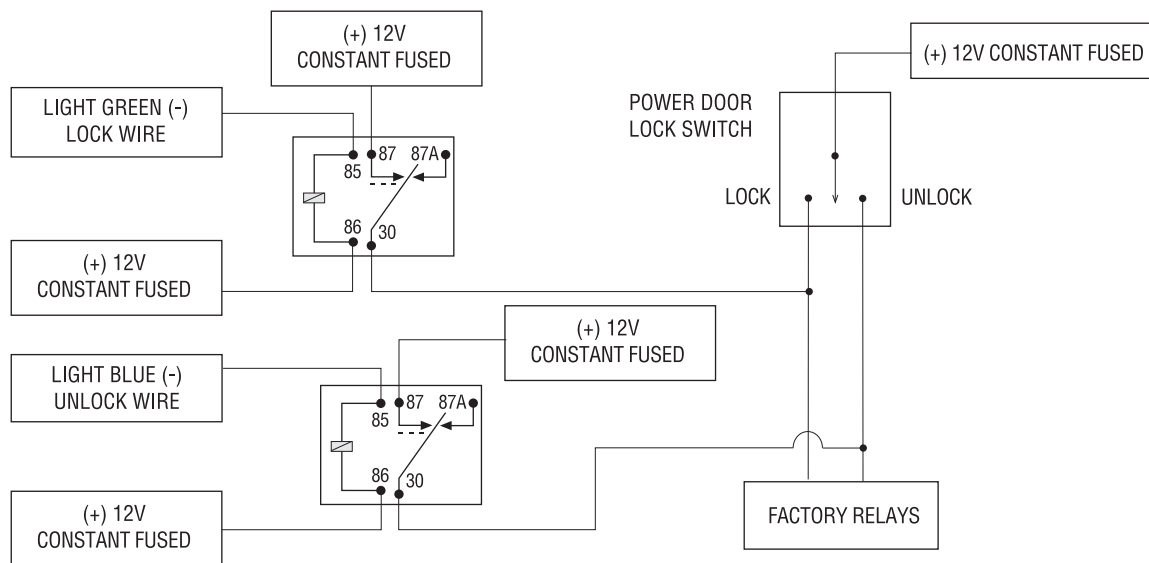 (+) 12V
CONSTANT FUSED
(+) 12V CONSTANT FUSED
LIGHT GREEN (-)
LOCK WIRE
POWER DOOR
LOCK SWITCH
85
87
87A
86
30
LOCK
UNLOCK
(+) 12V
CONSTANT FUSED
(+) 12V
CONSTANT FUSED
LIGHT BLUE (-)
UNLOCK WIRE
85
87
87A
86
30
(+) 12V
CONSTANT FUSED
FACTORY RELAYS